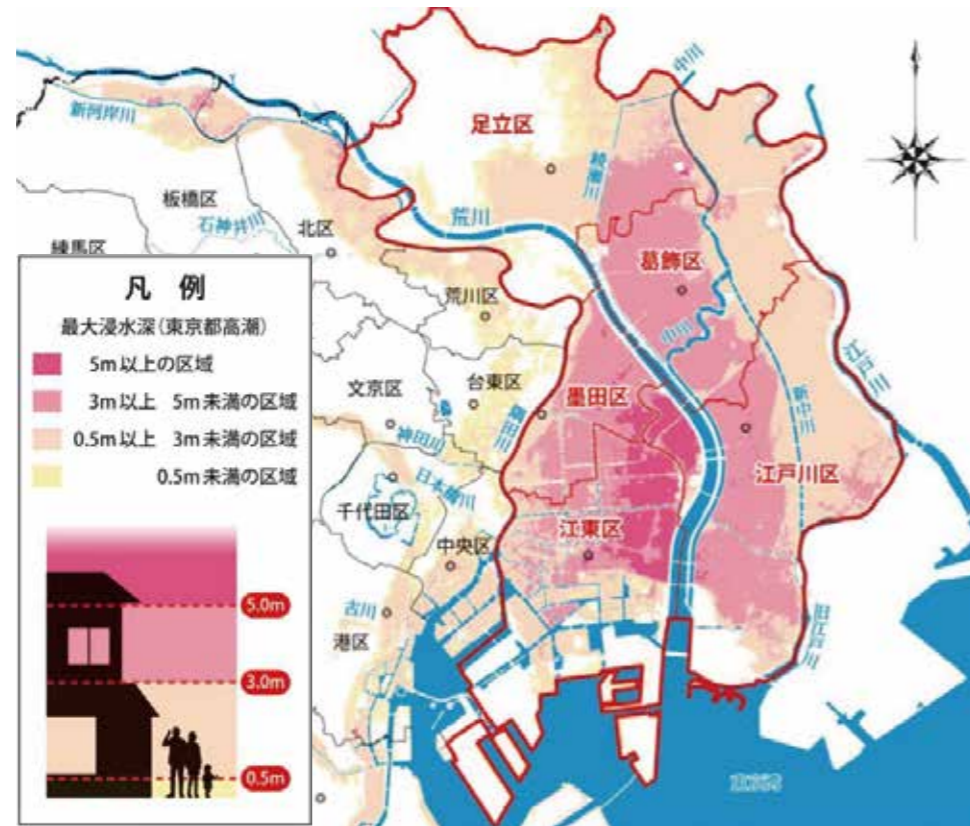 中川
足立区
新河岸川
綾瀬川
板橋区
荒川
石神井川
北区
練馬区
葛飾区
荒川区
中川
江戸川
文京区
台東区
墨田区
隅田川
新中川
神田川
江戸川区
日本橋川
千代田区
江東区
中央区
古川
港区
旧江戸川
東京湾
凡 例
最大浸水深(東京都高潮)
5m以上の区域
3m以上 5m未満の区域
0.5m以上 3m未満の区域
0.5m未満の区域
5.0m
3.0m
0.5m